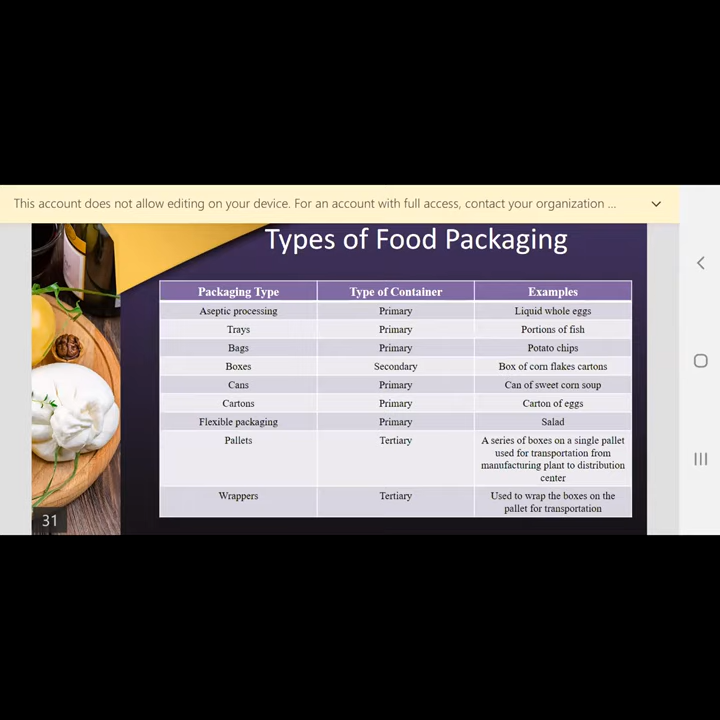 This account does not allow editing on your device. For an account with full access, contact your organization ...
Types of Food Packaging
Packaging Type Type of Container Examples
Aseptic processing Primary Liquid whole eggs
Trays Primary Portions of fish
Bags Primary Potato chips
Boxes Secondary Box of corn flakes cartons
Cans Primary Can of sweet corn soup
Cartons Primary Carton of eggs
Flexible packaging Primary Salad
Pallets Tertiary A series of boxes on a single pallet
used for transportation from
manufacturing plant to distribution
center
Wrappers Tertiary Used to wrap the boxes on the
pallet for transportation
31